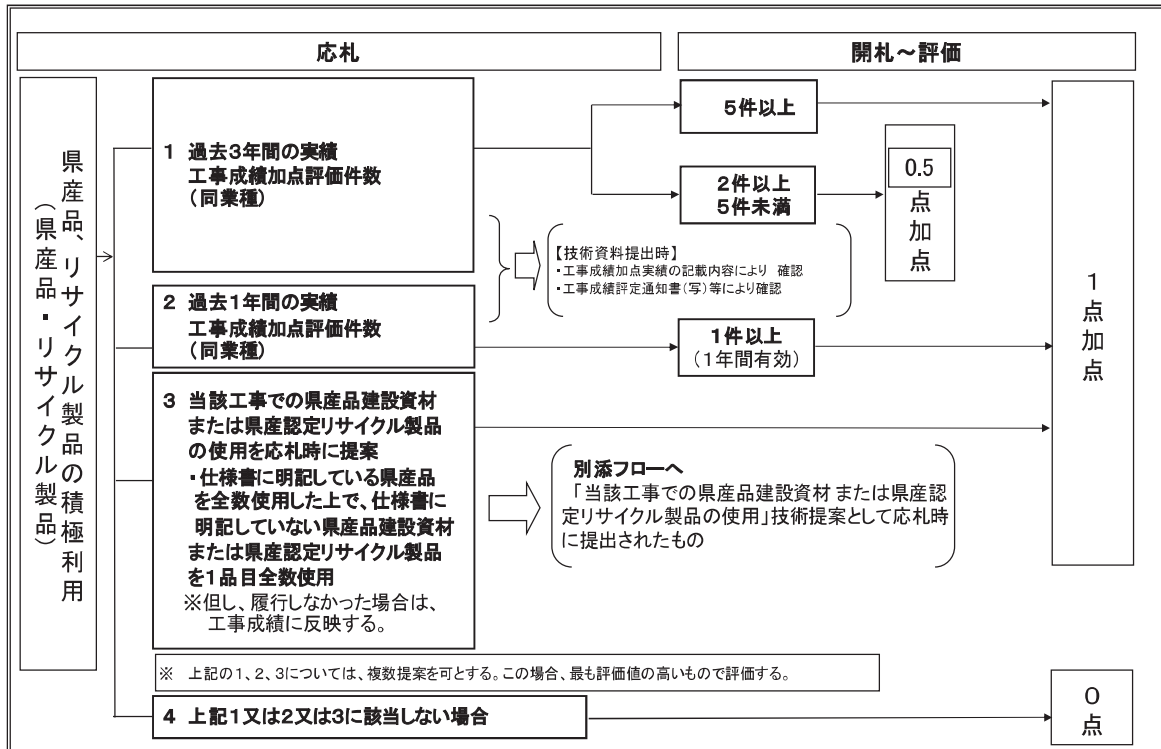 応札
開札～評価
県産品、リサイクル製品の積極利用
（県産品・リサイクル製品）
1 過去3年間の実績
工事成績加点評価件数
（同業種）
5件以上
2件以上
5件未満
0.5
点加点
【技術資料提出時】
・工事成績加点実績の記載内容により 確認
・工事成績評定通知書（写）等により確認
2 過去1年間の実績
工事成績加点評価件数
（同業種）
1件以上
（1年間有効）
1点加点
3 当該工事での県産品建設資材
または県産認定リサイクル製品
の使用を応札時に提案
・仕様書に明記している県産品
を全数使用した上で、仕様書に
明記していない県産品建設資材
または県産認定リサイクル製品
を1品目全数使用
※但し、履行しなかった場合は、
工事成績に反映する。
別添フローへ
「当該工事での県産品建設資材 または県産認
定リサイクル製品の使用」技術提案として応札時
に提出されたもの
※ 上記の1、2、3については、複数提案を可とする。この場合、最も評価値の高いもので評価する。
4 上記1又は2又は3に該当しない場合
0点